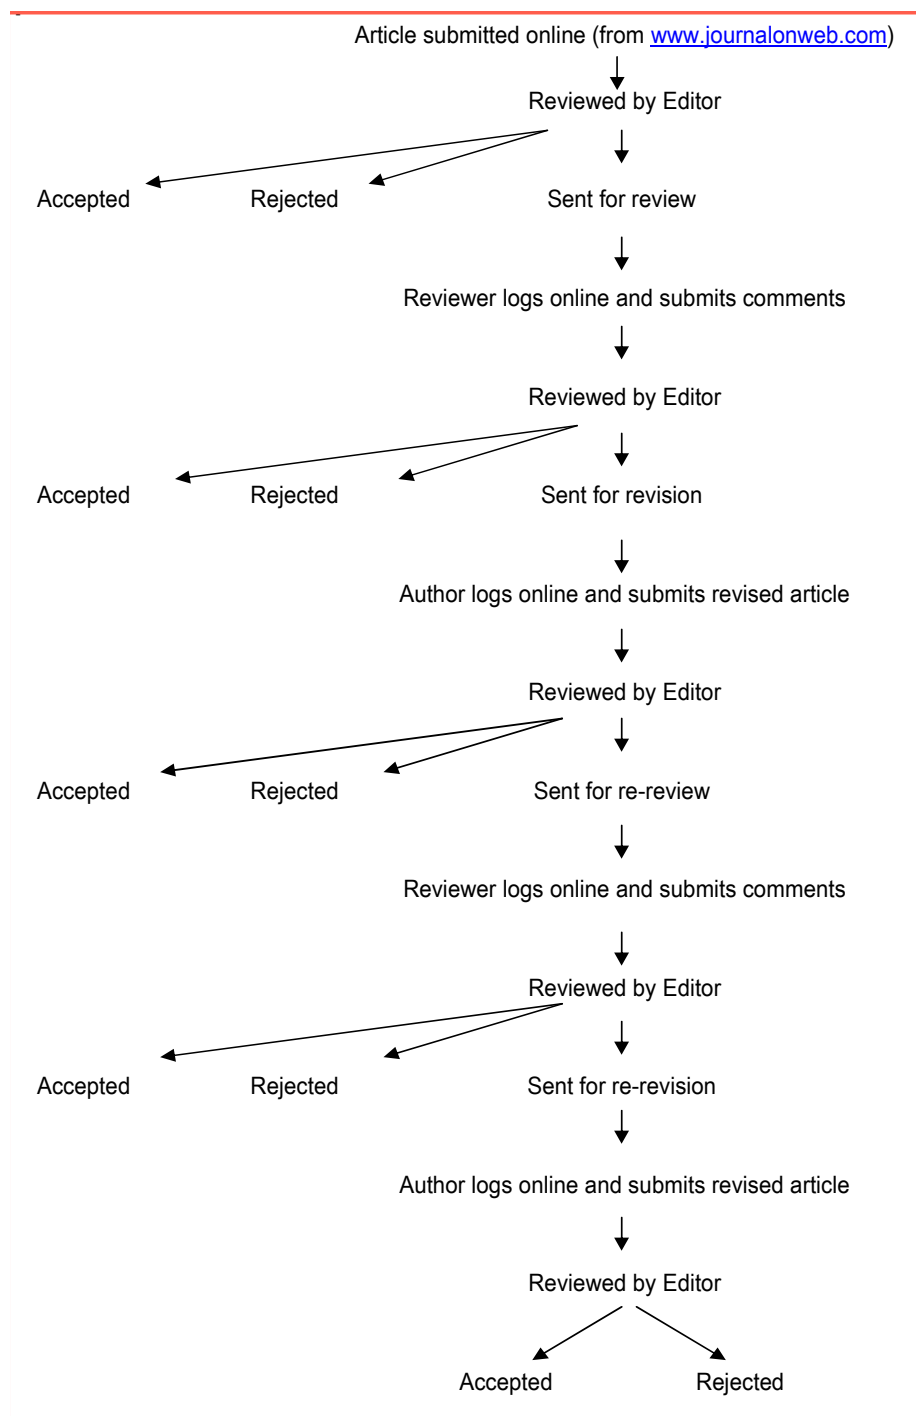 Article submitted online (from www.journalonweb.com)
Reviewed by Editor
Accepted Rejected Sent for review
Reviewer logs online and submits comments
Reviewed by Editor
Accepted Rejected Sent for revision
Author logs online and submits revised article
Reviewed by Editor
Accepted Rejected Sent for re-review
Reviewer logs online and submits comments
Reviewed by Editor
Accepted Rejected Sent for re-revision
Author logs online and submits revised article
Reviewed by Editor
Accepted Rejected